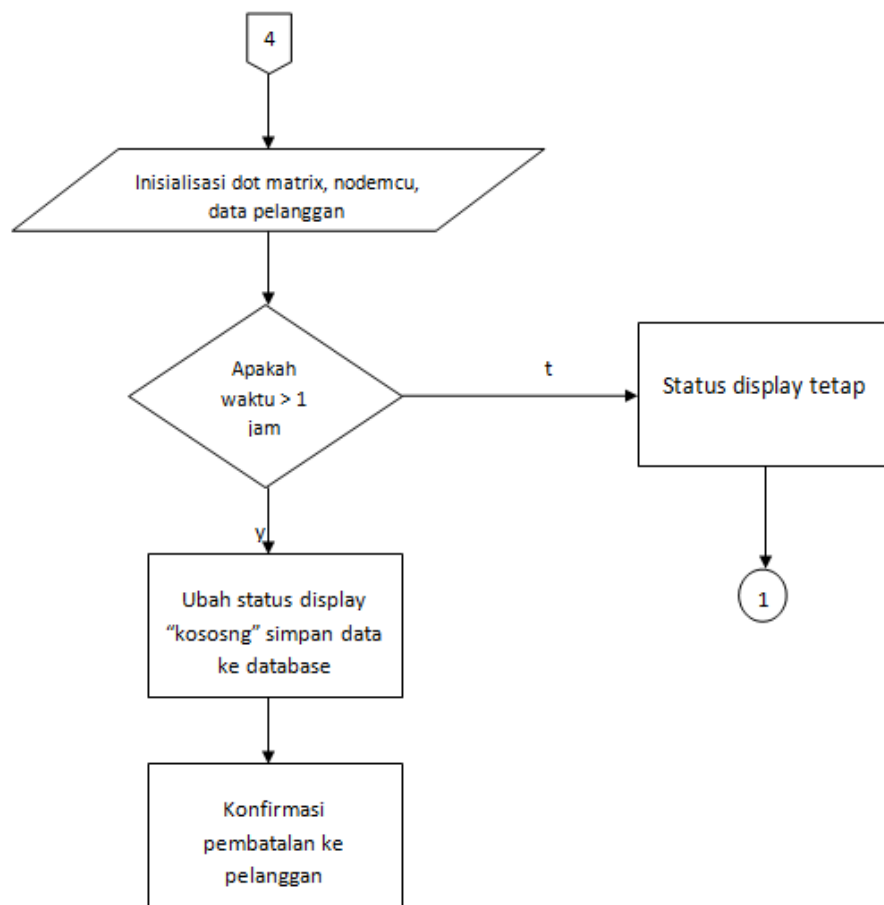 4
Inisialisasi dot matrix, nodemcu,
data pelanggan
Apakah
waktu > 1
jam
t
Status display tetap
y
Ubah status display
“kososng” simpan data
ke database
1
Konfirmasi
pembatalan ke
pelanggan